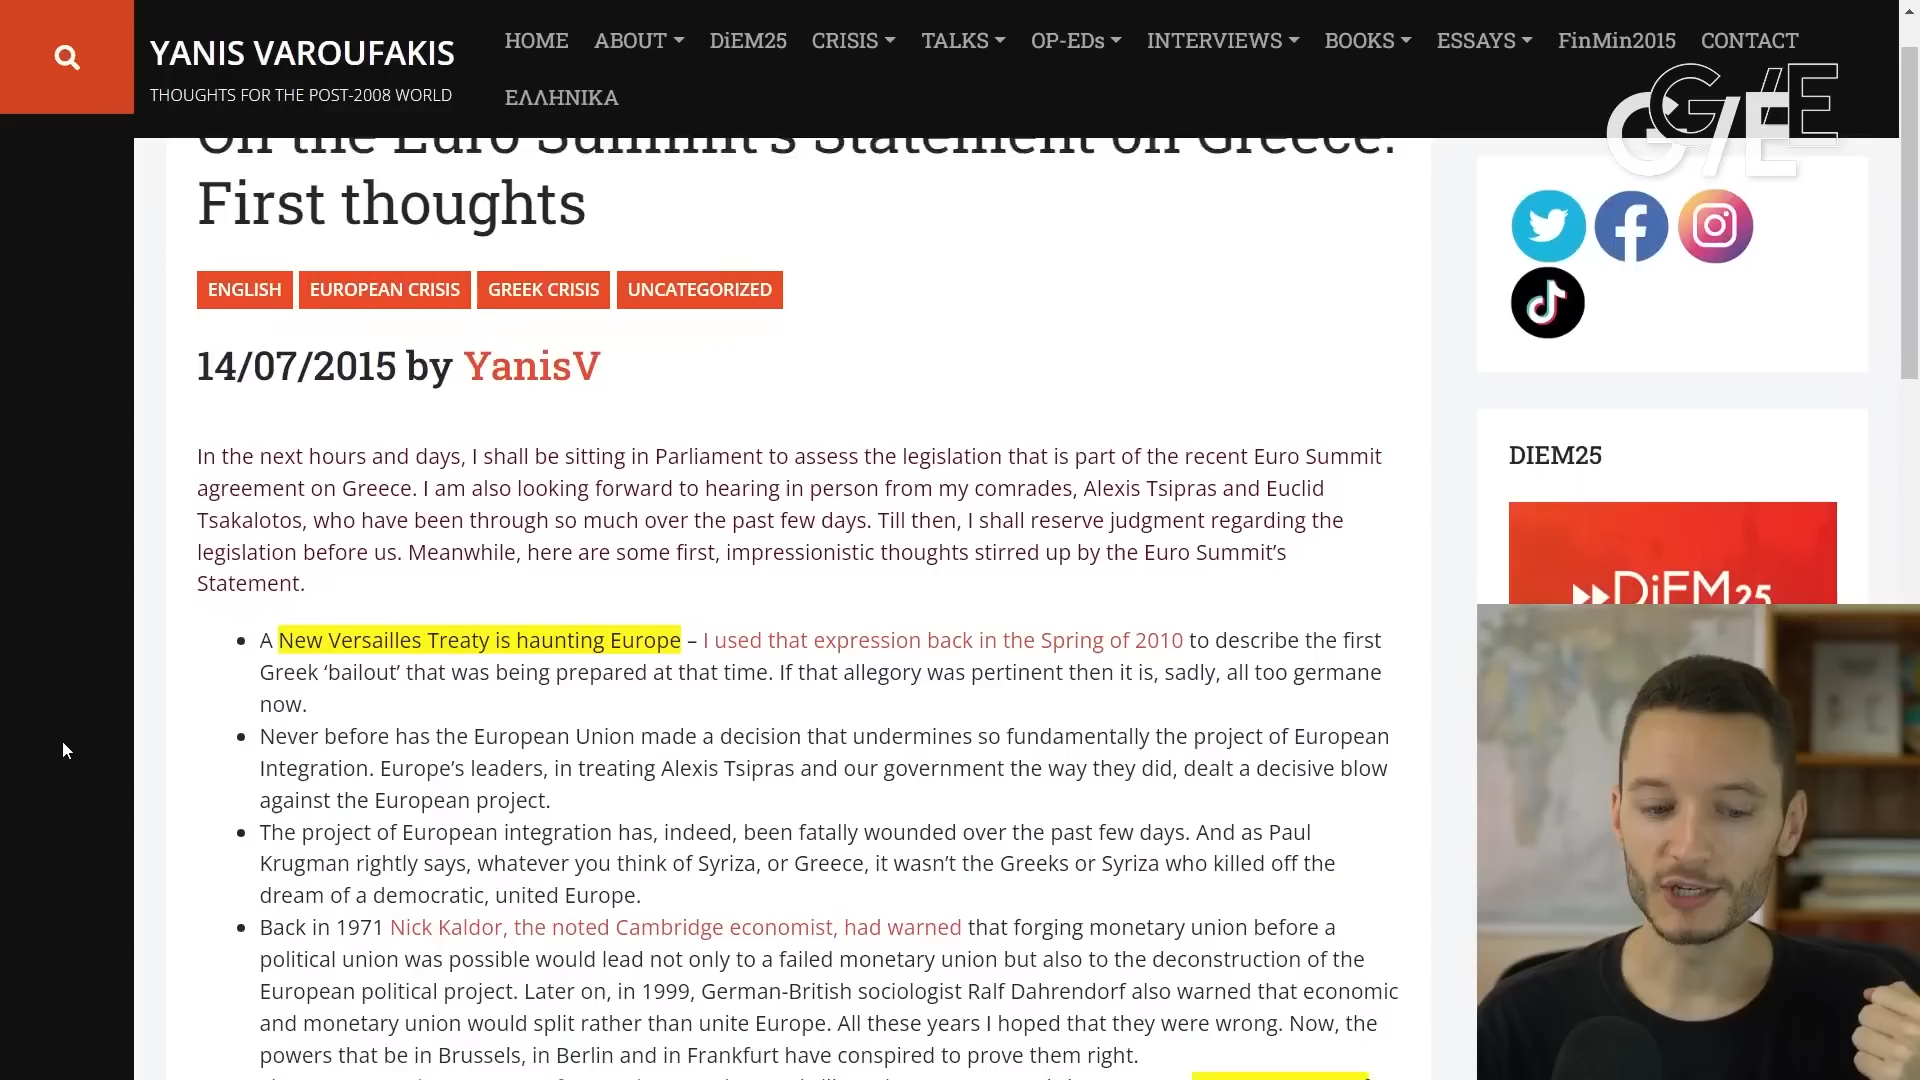 YANIS VAROUFAKIS
THOUGHTS FOR THE POST-2008 WORLD
HOME ABOUT DiEM25 CRISIS TALKS OP-EDs INTERVIEWS BOOKS ESSAYS FinMin2015 CONTACT
ΕΛΛΗΝΙΚΑ
G/E
G/E
On the Euro Summit's Statement on Greece:
First thoughts
ENGLISH EUROPEAN CRISIS GREEK CRISIS UNCATEGORIZED
14/07/2015 by YanisV
In the next hours and days, I shall be sitting in Parliament to assess the legislation that is part of the recent Euro Summit
agreement on Greece. I am also looking forward to hearing in person from my comrades, Alexis Tsipras and Euclid
Tsakalotos, who have been through so much over the past few days. Till then, I shall reserve judgment regarding the
legislation before us. Meanwhile, here are some first, impressionistic thoughts stirred up by the Euro Summit’s
Statement.
• A New Versailles Treaty is haunting Europe – I used that expression back in the Spring of 2010 to describe the first
Greek ‘bailout’ that was being prepared at that time. If that allegory was pertinent then it is, sadly, all too germane
now.
• Never before has the European Union made a decision that undermines so fundamentally the project of European
Integration. Europe’s leaders, in treating Alexis Tsipras and our government the way they did, dealt a decisive blow
against the European project.
• The project of European integration has, indeed, been fatally wounded over the past few days. And as Paul
Krugman rightly says, whatever you think of Syriza, or Greece, it wasn’t the Greeks or Syriza who killed off the
dream of a democratic, united Europe.
• Back in 1971 Nick Kaldor, the noted Cambridge economist, had warned that forging monetary union before a
political union was possible would lead not only to a failed monetary union but also to the deconstruction of the
European political project. Later on, in 1999, German-British sociologist Ralf Dahrendorf also warned that economic
and monetary union would split rather than unite Europe. All these years I hoped that they were wrong. Now, the
powers that be in Brussels, in Berlin and in Frankfurt have conspired to prove them right.
DIEM25
DiEM25